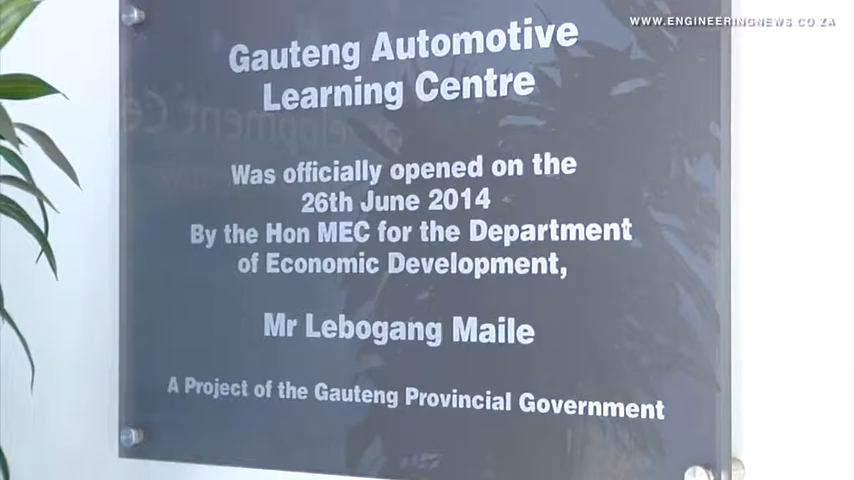 WWW.ENGINEERINGNEWS.CO.ZA
Gauteng Automotive
Learning Centre
Was officially opened on the
26th June 2014
By the Hon MEC for the Department
of Economic Development,
Mr Lebogang Maile
A Project of the Gauteng Provincial Government